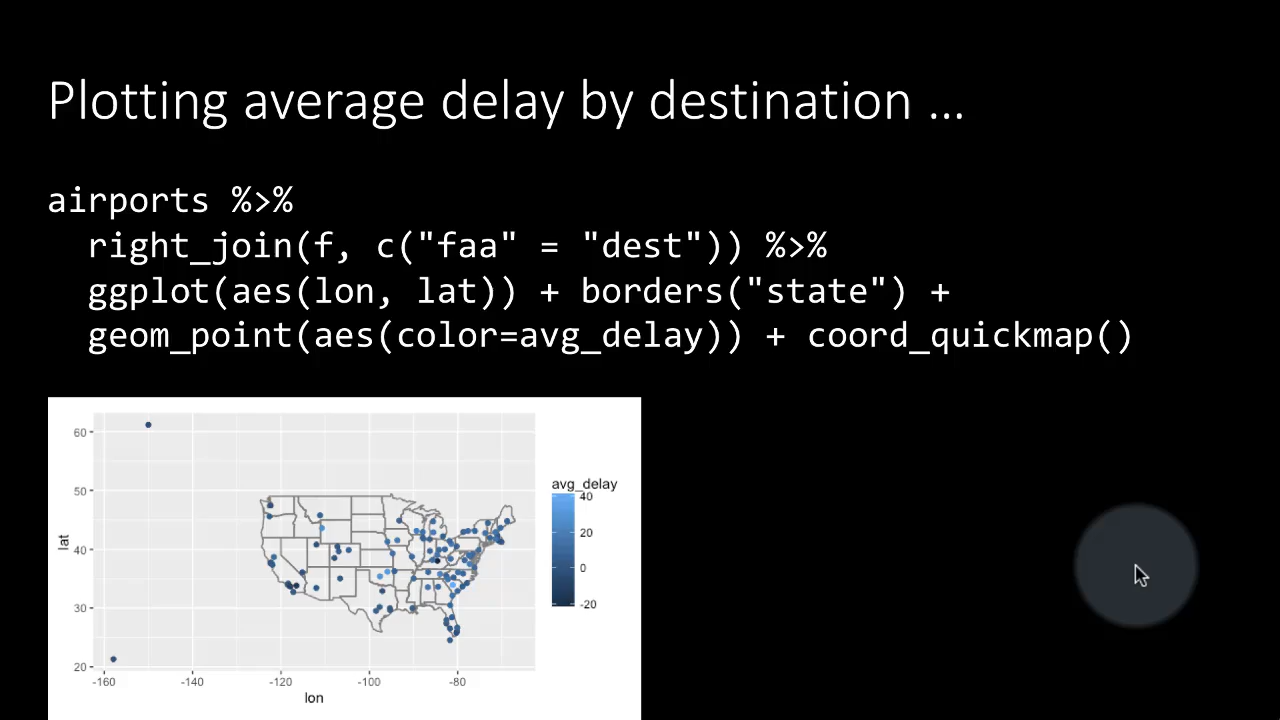 Plotting average delay by destination ...
airports %>%
right_join(f, c("faa" = "dest")) %>%
ggplot(aes(lon, lat)) + borders("state") +
geom_point(aes(color=avg_delay)) + coord_quickmap()
60
50
40
30
20
lat
-160 -140 -120 -100 -80
lon
avg_delay
40
20
0
-20